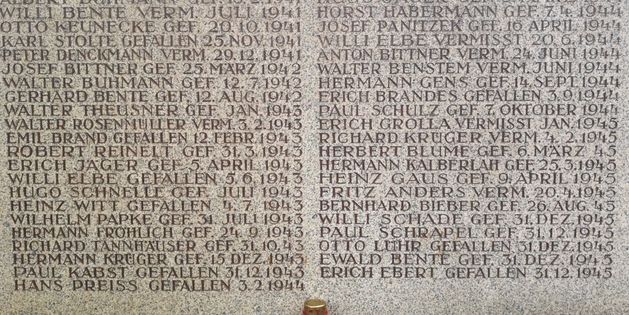 WILLI BENTE VERM. JULI 1941
OTTO KEUNECKE GEF. 29.10.1941
KARL STOLTE GEFALLEN 25.NOV.1941
PETER DENCKMANN VERM. 29.12.1941
JOSEF BITTNER GEF. 25.MÄRZ 1942
WALTER BUHMANN GEF. 12.7.1942
GERHARD BENTE GEF. 12.AUG.1942
WALTER THEUSNER GEF. JAN.1943
WALTER ROSENMÜLLER VERM. 3.2.1943
EMIL BRAND GEFALLEN 12.FEBR.1943
ROBERT REINELT GEF. 31.3.1943
ERICH JÄGER GEF. 5.APRIL 1943
WILLI ELBE GEFALLEN 5.6.1943
HUGO SCHNELLE GEF. JULI 1943
HEINZ WITT GEFALLEN 4.7.1943
WILHELM PAPKE GEF. 31.JULI 1943
HERMANN FRÖHLICH GEF. 24.9.1943
RICHARD TANNHÄUSER GEF. 31.10.43
HERMANN KRÜGER GEF. 15.DEZ.1943
PAUL KABST GEFALLEN 31.12.1943
HANS PREISS GEFALLEN 3.2.1944
HORST HABERMANN GEF. 7.4.1944
JOSEF PANITZEK GEF. 16.APRIL 1944
WILLI ELBE VERMISST 20.6.1944
ANTON BITTNER VERM. 24.JUNI 1944
WALTER BENSTEM VERM. JUNI 1944
HERMANN GENS GEF. 14.SEPT.1944
ERICH BRANDES GEFALLEN 3.9.1944
PAUL SCHULZ GEF. 7.OKTOBER 1944
ERICH GROLLA VERMISST JAN.1945
RICHARD KRÜGER VERM. 4.2.1945
HERBERT BLUME GEF. 6.MÄRZ 45
HERMANN KALBERLAH GEF. 25.3.1945
HEINZ GAUS GEF. 9.APRIL 1945
FRITZ ANDERS VERM. 20.4.1945
BERNHARD BIEBER GEF. 26.AUG.43
WILLI SCHADE GEF. 31.DEZ.1945
PAUL SCHRAPEL GEF. 31.12.1945
OTTO LÜHR GEFALLEN 31.DEZ.1945
EWALD BENTE GEF. 31.DEZ.1945
ERICH EBERT GEFALLEN 31.12.1945